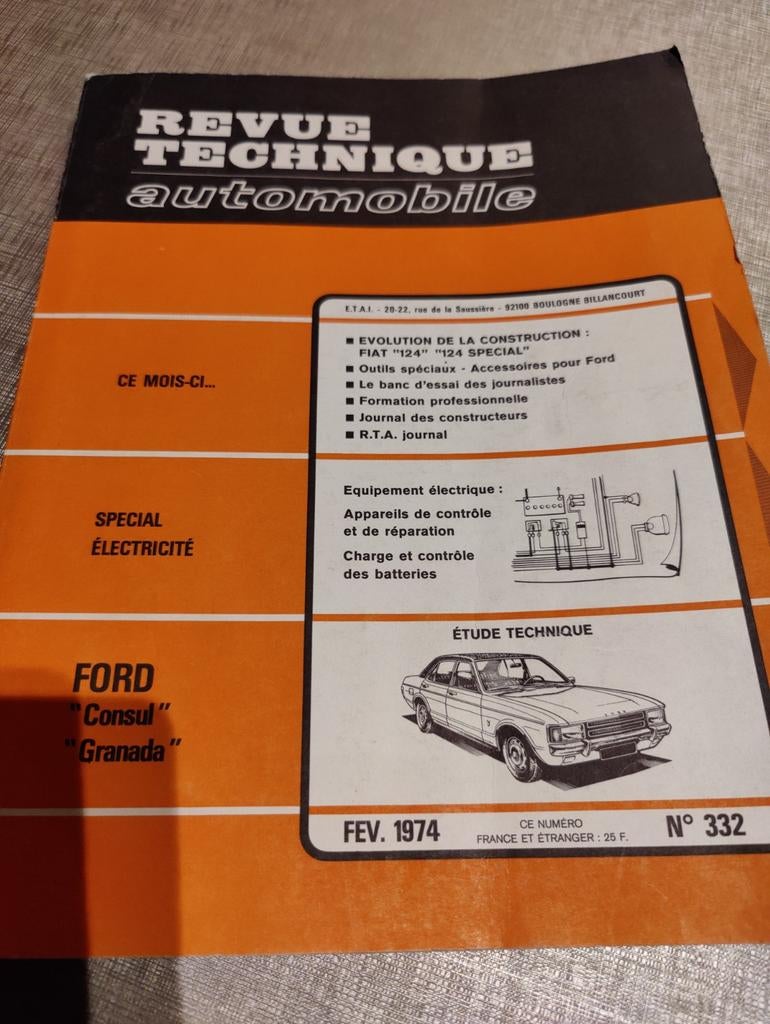 REVUE
TECHNIQUE
automobile
E.T.A.I. - 20-22, rue de la Saussière - 92100 BOULOGNE BILLANCOURT
CE MOIS-CI...
■ EVOLUTION DE LA CONSTRUCTION :
FIAT "124" "124 SPECIAL"
■ Outils spéciaux - Accessoires pour Ford
■ Le banc d'essai des journalistes
■ Formation professionnelle
■ Journal des constructeurs
■ R.T.A. journal
SPECIAL
ÉLECTRICITÉ
Equipement électrique :
Appareils de contrôle
et de réparation
Charge et contrôle
des batteries
FORD
"Consul"
"Granada"
ÉTUDE TECHNIQUE
FORD
FEV. 1974
CE NUMÉRO
FRANCE ET ÉTRANGER : 25 F.
N° 332